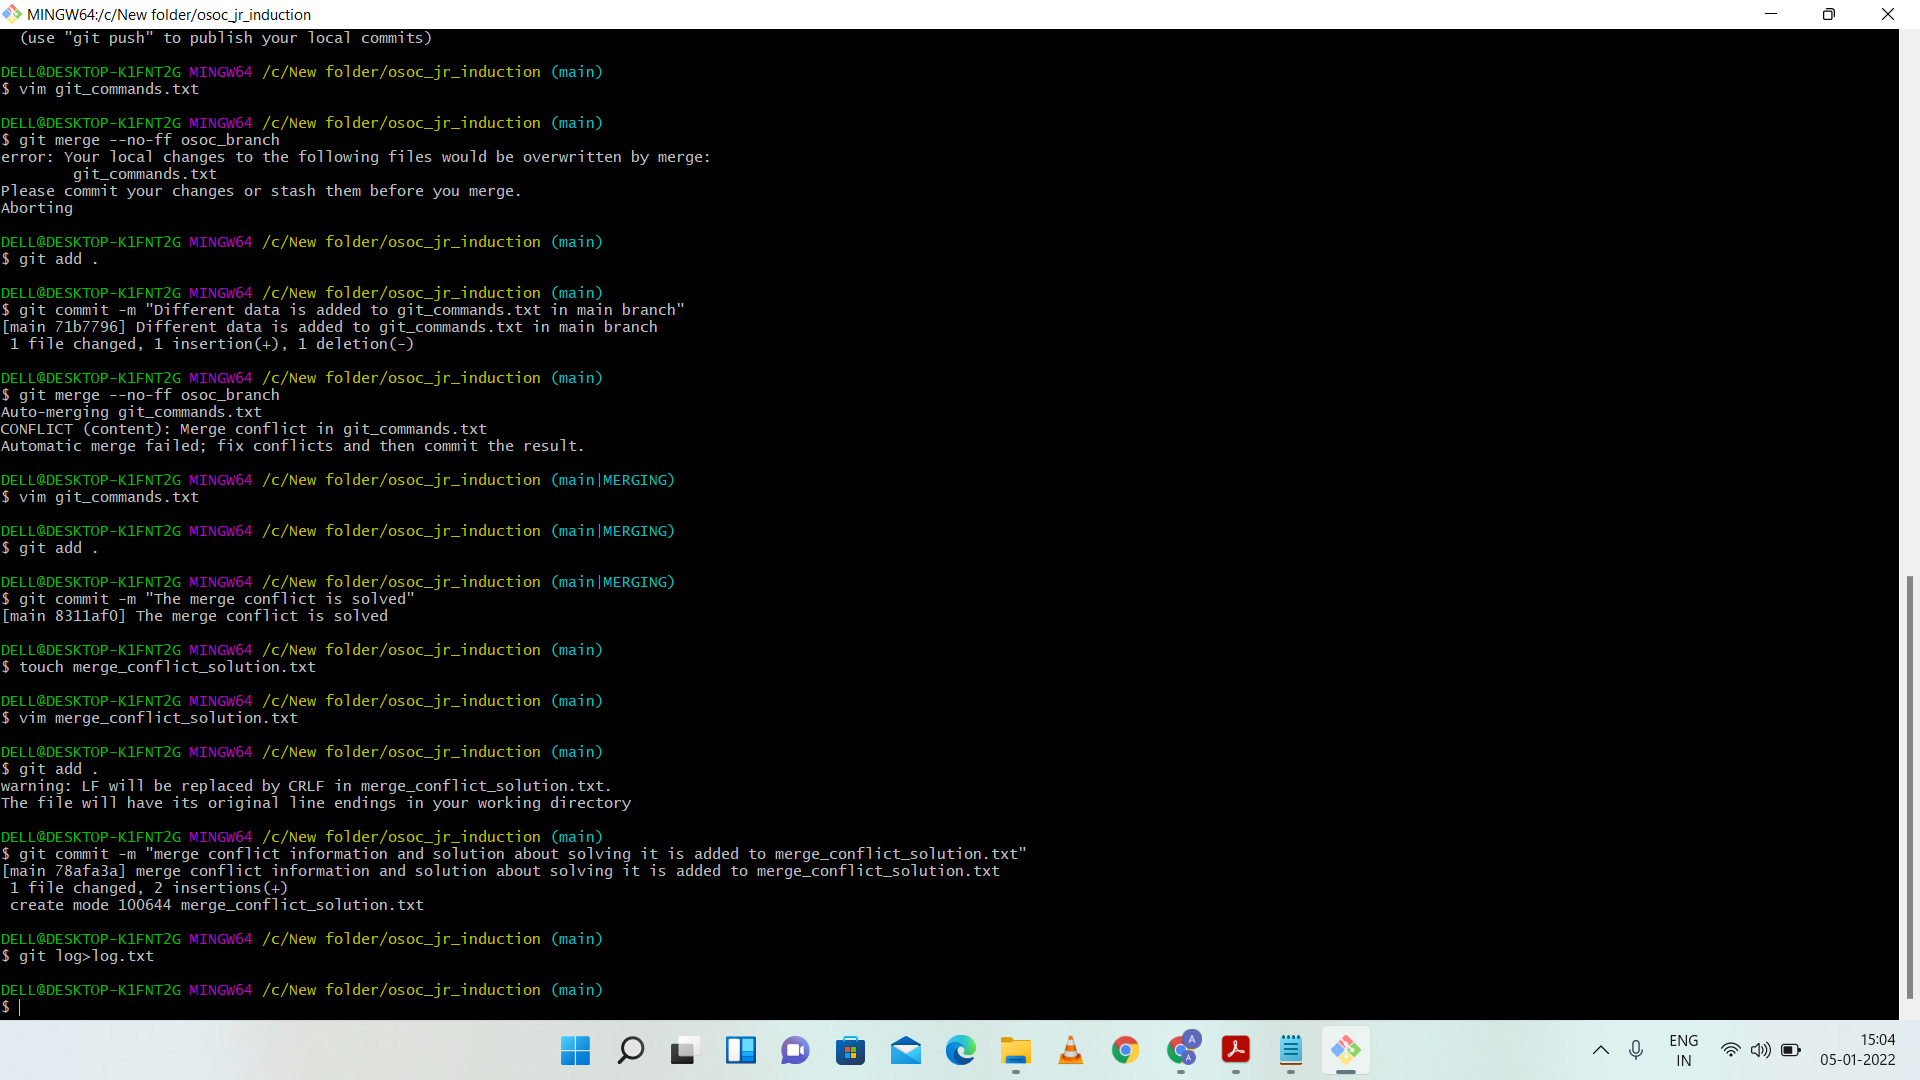 MINGW64:/c/New folder/osoc_jr_induction
(use "git push" to publish your local commits)
DELL@DESKTOP-K1FNT2G MINGW64 /c/New folder/osoc_jr_induction (main)
$ vim git_commands.txt
DELL@DESKTOP-K1FNT2G MINGW64 /c/New folder/osoc_jr_induction (main)
$ git merge --no-ff osoc_branch
error: Your local changes to the following files would be overwritten by merge:
git_commands.txt
Please commit your changes or stash them before you merge.
Aborting
DELL@DESKTOP-K1FNT2G MINGW64 /c/New folder/osoc_jr_induction (main)
$ git add .
DELL@DESKTOP-K1FNT2G MINGW64 /c/New folder/osoc_jr_induction (main)
$ git commit -m "Different data is added to git_commands.txt in main branch"
[main 71b7796] Different data is added to git_commands.txt in main branch
1 file changed, 1 insertion(+), 1 deletion(-)
DELL@DESKTOP-K1FNT2G MINGW64 /c/New folder/osoc_jr_induction (main)
$ git merge --no-ff osoc_branch
Auto-merging git_commands.txt
CONFLICT (content): Merge conflict in git_commands.txt
Automatic merge failed; fix conflicts and then commit the result.
DELL@DESKTOP-K1FNT2G MINGW64 /c/New folder/osoc_jr_induction (main|MERGING)
$ vim git_commands.txt
DELL@DESKTOP-K1FNT2G MINGW64 /c/New folder/osoc_jr_induction (main|MERGING)
$ git add .
DELL@DESKTOP-K1FNT2G MINGW64 /c/New folder/osoc_jr_induction (main|MERGING)
$ git commit -m "The merge conflict is solved"
[main 8311af0] The merge conflict is solved
DELL@DESKTOP-K1FNT2G MINGW64 /c/New folder/osoc_jr_induction (main)
$ touch merge_conflict_solution.txt
DELL@DESKTOP-K1FNT2G MINGW64 /c/New folder/osoc_jr_induction (main)
$ vim merge_conflict_solution.txt
DELL@DESKTOP-K1FNT2G MINGW64 /c/New folder/osoc_jr_induction (main)
$ git add .
warning: LF will be replaced by CRLF in merge_conflict_solution.txt.
The file will have its original line endings in your working directory
DELL@DESKTOP-K1FNT2G MINGW64 /c/New folder/osoc_jr_induction (main)
$ git commit -m "merge conflict information and solution about solving it is added to merge_conflict_solution.txt"
[main 78afa3a] merge conflict information and solution about solving it is added to merge_conflict_solution.txt
1 file changed, 2 insertions(+)
create mode 100644 merge_conflict_solution.txt
DELL@DESKTOP-K1FNT2G MINGW64 /c/New folder/osoc_jr_induction (main)
$ git log>log.txt
DELL@DESKTOP-K1FNT2G MINGW64 /c/New folder/osoc_jr_induction (main)
$
A
A
ENG
IN
15:04
05-01-2022